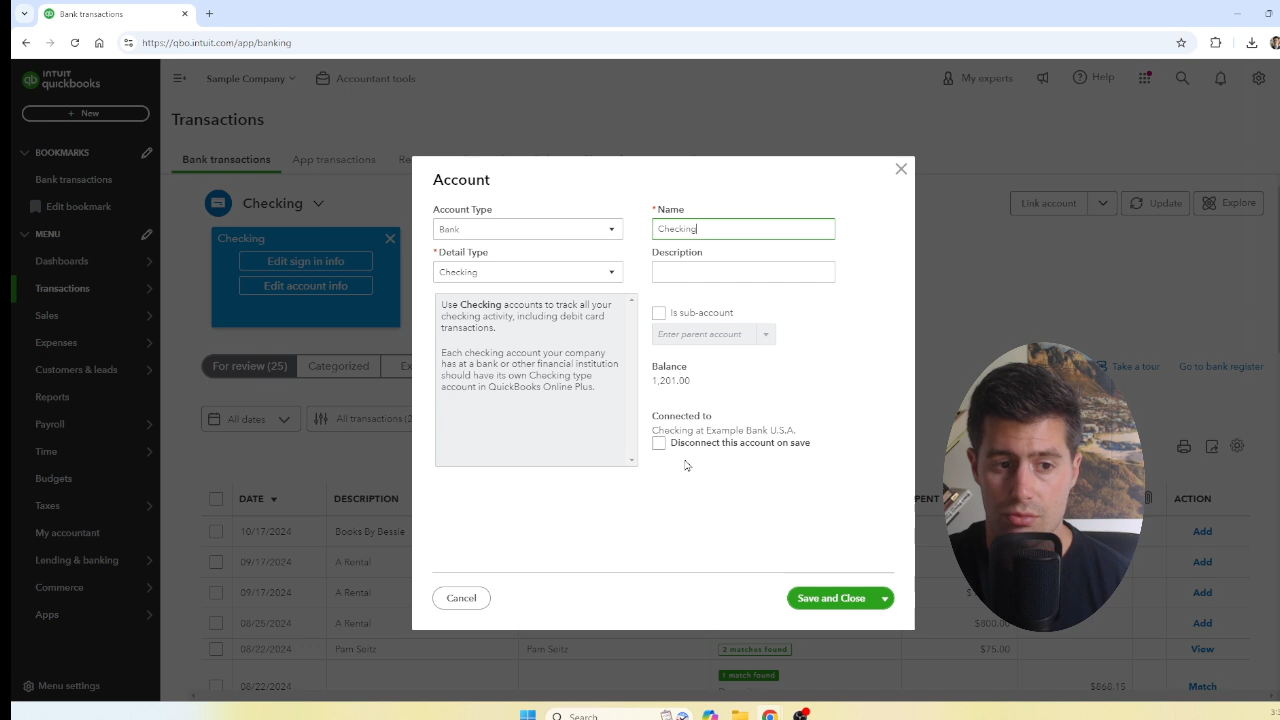 Bank transactions
https://qbo.intuit.com/app/banking
INTUIT
quickbooks
Sample Company
Accountant tools
My experts
Help
+ New
Transactions
BOOKMARKS
Bank transactions
Edit bookmark
MENU
Dashboards
Transactions
Sales
Expenses
Customers & leads
Reports
Payroll
Time
Budgets
Taxes
My accountant
Lending & banking
Commerce
Apps
Menu settings
Bank transactions
App transactions
Checking
Link account
Update
Explore
Checking
Edit sign in info
Edit account info
For review (25)
Categorized
Take a tour
Go to bank register
All dates
All transactions
Account
Account Type
Bank
* Name
Checking
* Detail Type
Checking
Description
Use Checking accounts to track all your
checking activity, including debit card
transactions.
Each checking account your company
has at a bank or other financial institution
should have its own Checking type
account in QuickBooks Online Plus.
Is sub-account
Enter parent account
Balance
1,201.00
Connected to
Checking at Example Bank U.S.A.
Disconnect this account on save
Cancel
Save and Close
DATE
DESCRIPTION
ACTION
10/17/2024 Books By Bessie Add
09/17/2024 A Rental Add
09/17/2024 A Rental Add
08/25/2024 A Rental $800.00 Add
08/22/2024 Pam Seitz Pam Seitz 2 matches found $75.00 View
1 match found
08/22/2024 $868.15 Match
Search